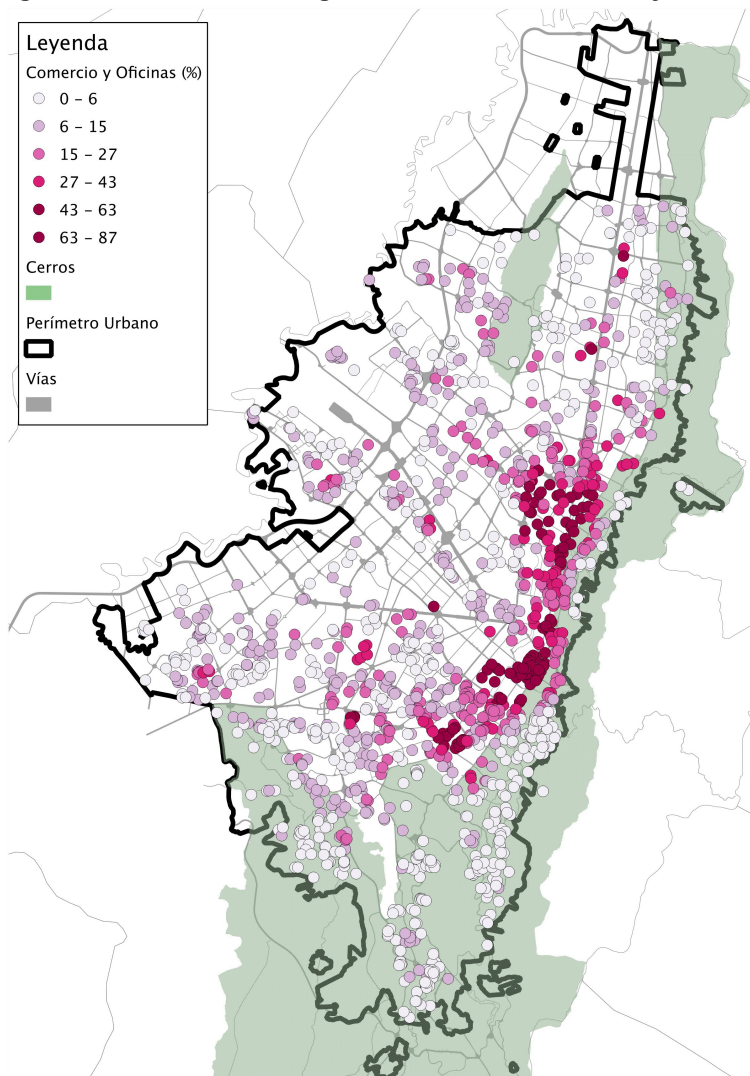 Leyenda
Comercio y Oficinas (%)
0 – 6
6 – 15
15 – 27
27 – 43
43 – 63
63 – 87
Cerros
Perímetro Urbano
Vías